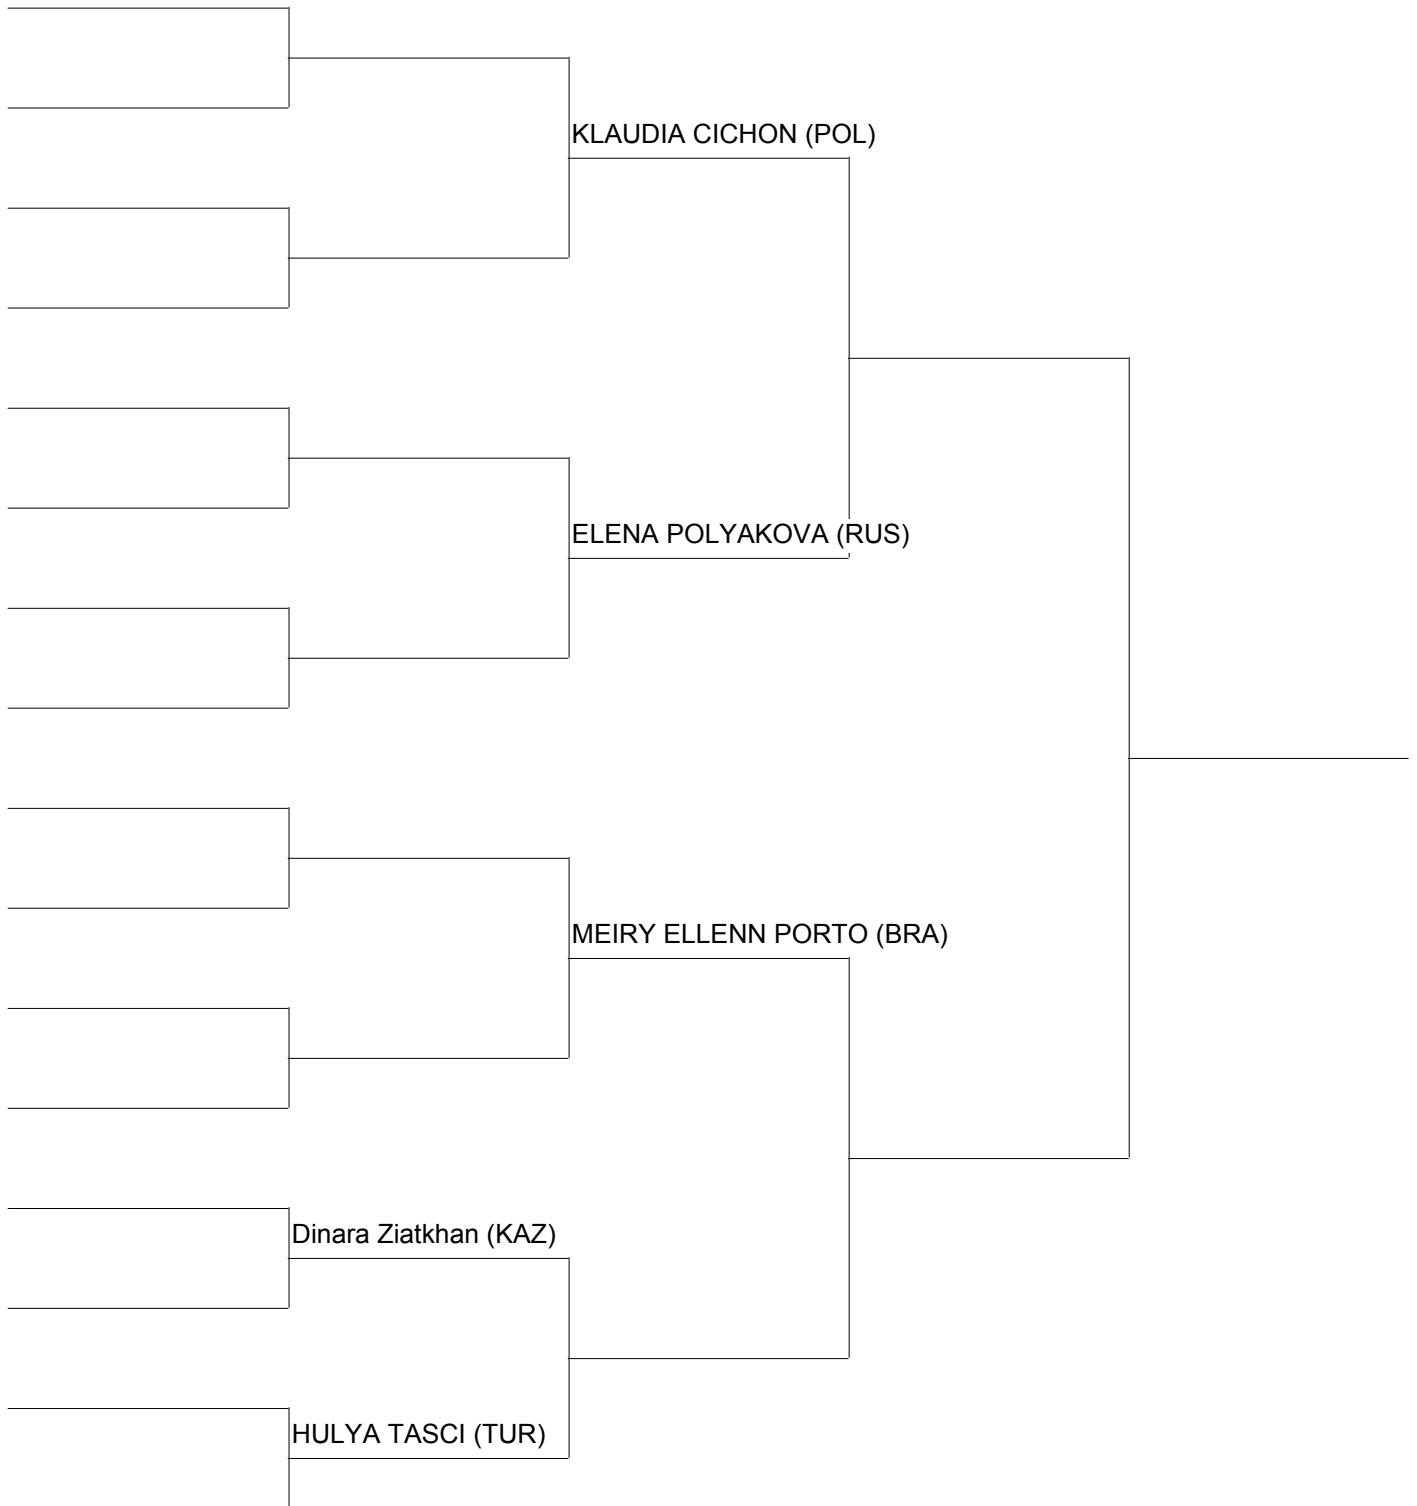 KLAUDIA CICHON (POL)
ELENA POLYAKOVA (RUS)
MEIRY ELLENN PORTO (BRA)
Dinara Ziatkhan (KAZ)
HULYA TASCI (TUR)